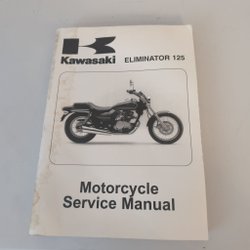 Kawasaki ELIMINATOR 125
Motorcycle
Service Manual